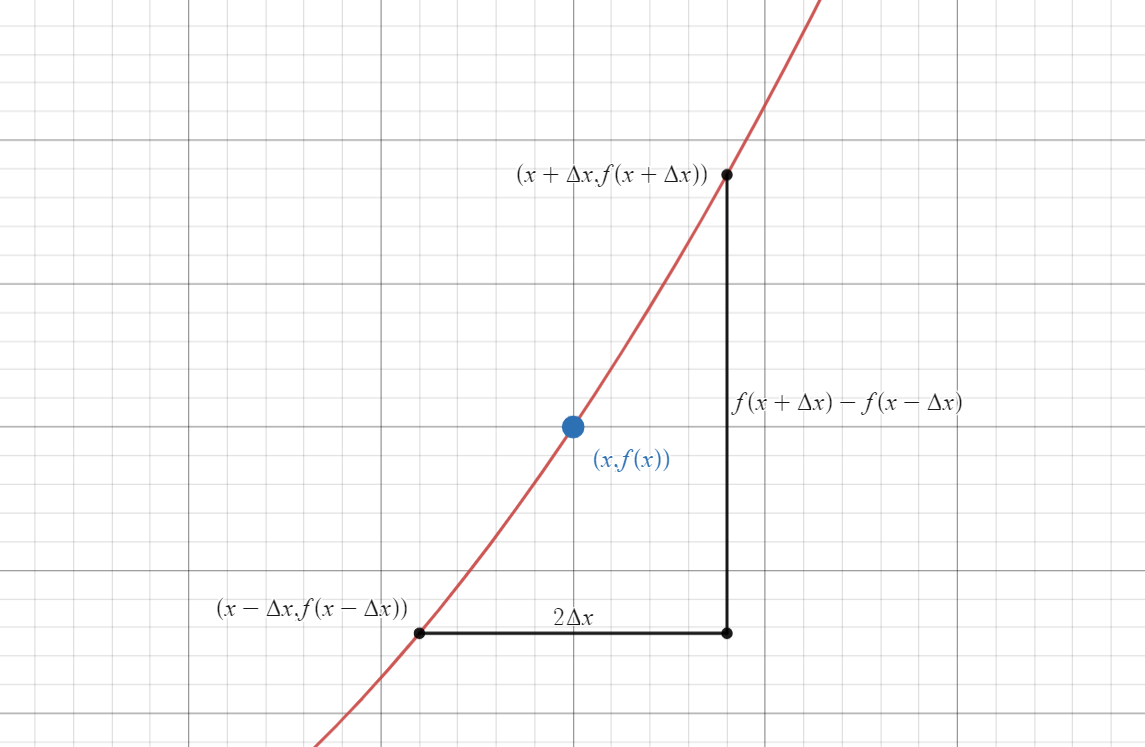 (x + Δx,f(x + Δx))
f(x + Δx) − f(x − Δx)
(x,f(x))
(x − Δx,f(x − Δx))
2Δx